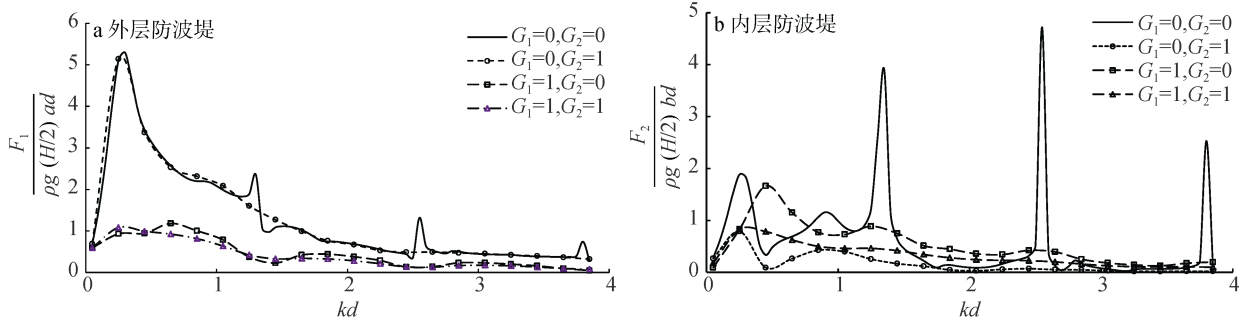 a 外层防波堤
G₁=0,G₂=0
G₁=0,G₂=1
G₁=1,G₂=0
G₁=1,G₂=1
F₁
ρg (H/2) ad
6
5
4
3
2
1
0
0 1 2 3 4
kd
b 内层防波堤
G₁=0,G₂=0
G₁=0,G₂=1
G₁=1,G₂=0
G₁=1,G₂=1
F₂
ρg (H/2) bd
5
4
3
2
1
0
0 1 2 3 4
kd